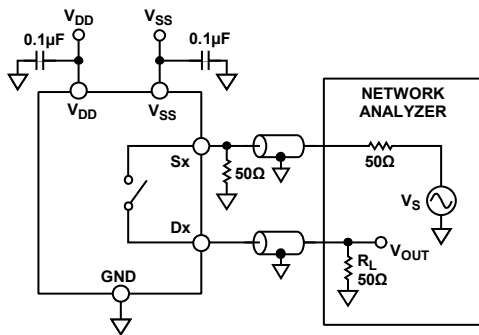 VDD
VSS
0.1µF
0.1µF
VDD
VSS
NETWORK
ANALYZER
Sx
50Ω
50Ω
VS
Dx
VOUT
RL
50Ω
GND